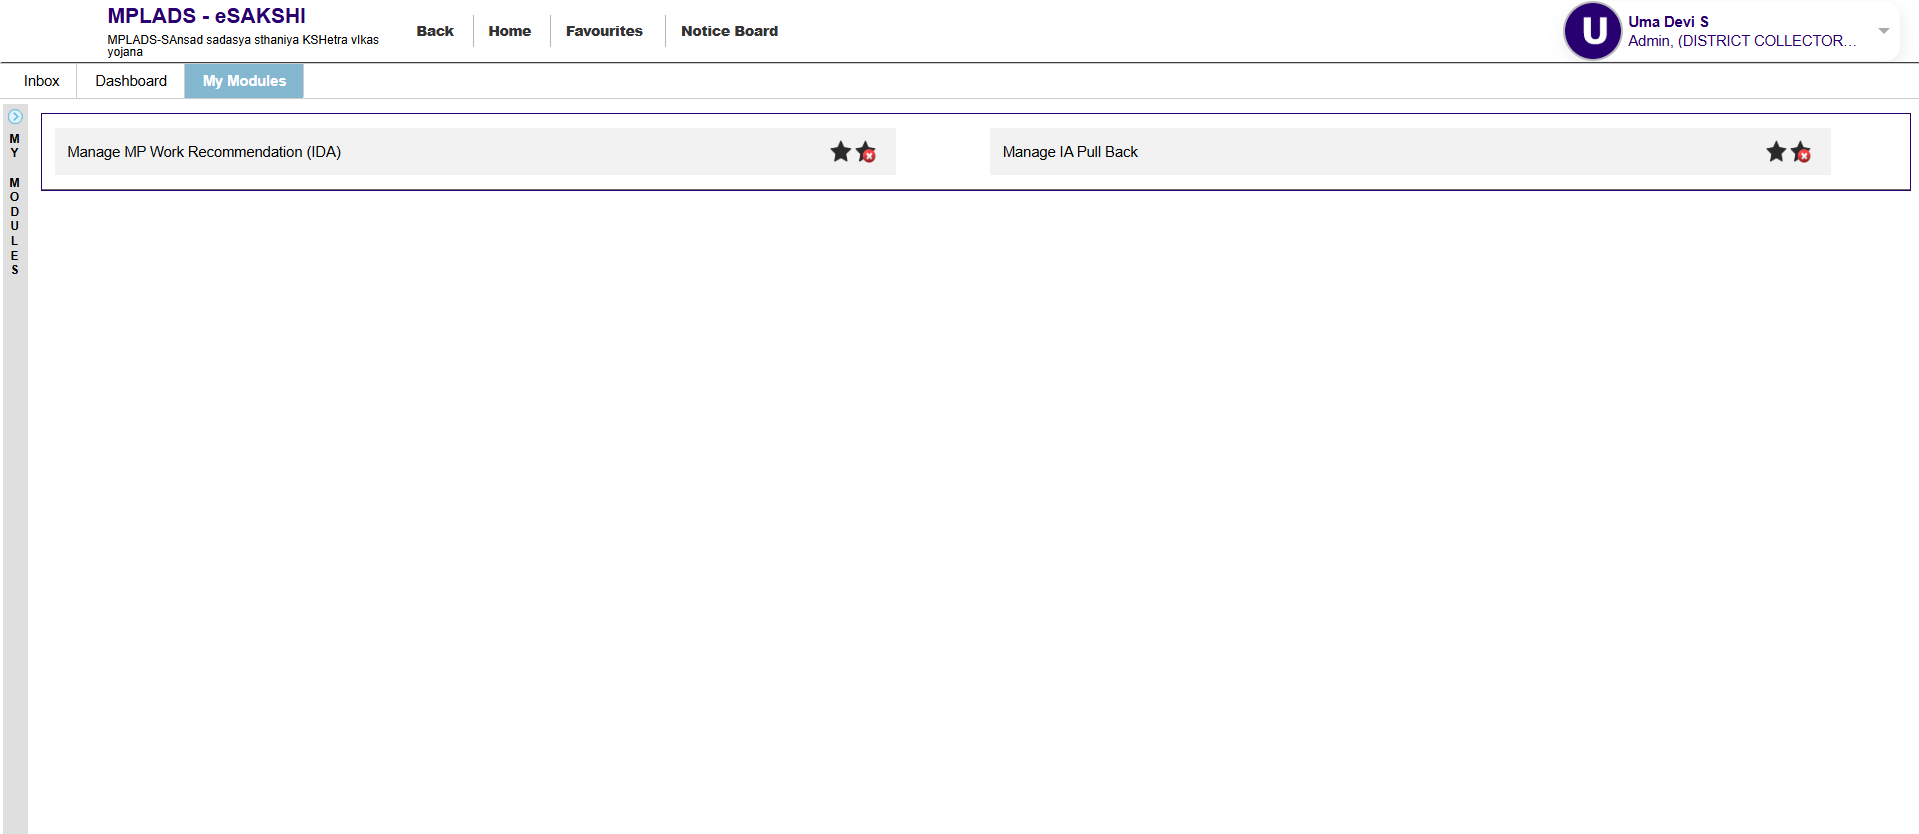 MPLADS - eSAKSHI
MPLADS-SAnsad sadasya sthaniya KSHetra vIkas
yojana
Back
Home
Favourites
Notice Board
U
Uma Devi S
Admin, (DISTRICT COLLECTOR...
Inbox
Dashboard
My Modules
MY MODULES
Manage MP Work Recommendation (IDA)
Manage IA Pull Back